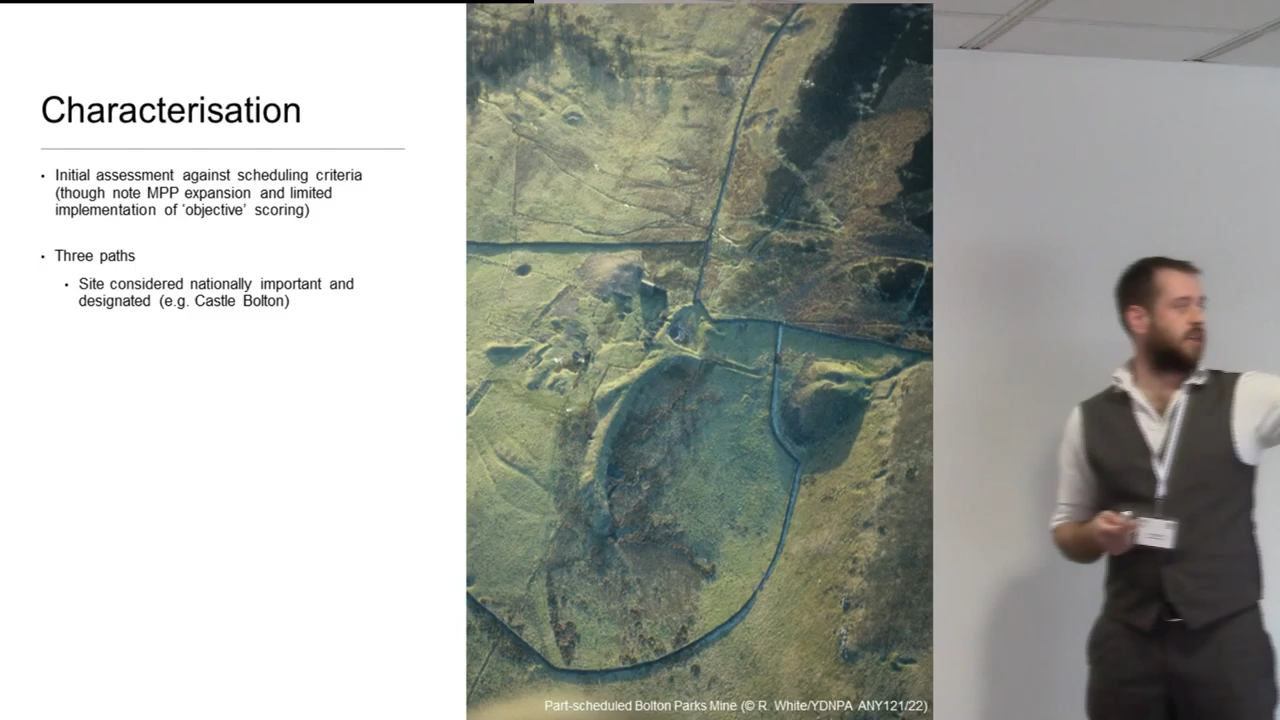 Characterisation
• Initial assessment against scheduling criteria
(though note MPP expansion and limited
implementation of ‘objective’ scoring)
• Three paths
• Site considered nationally important and
designated (e.g. Castle Bolton)
Part-scheduled Bolton Parks Mine (© R. White/YDNPA ANY121/22)